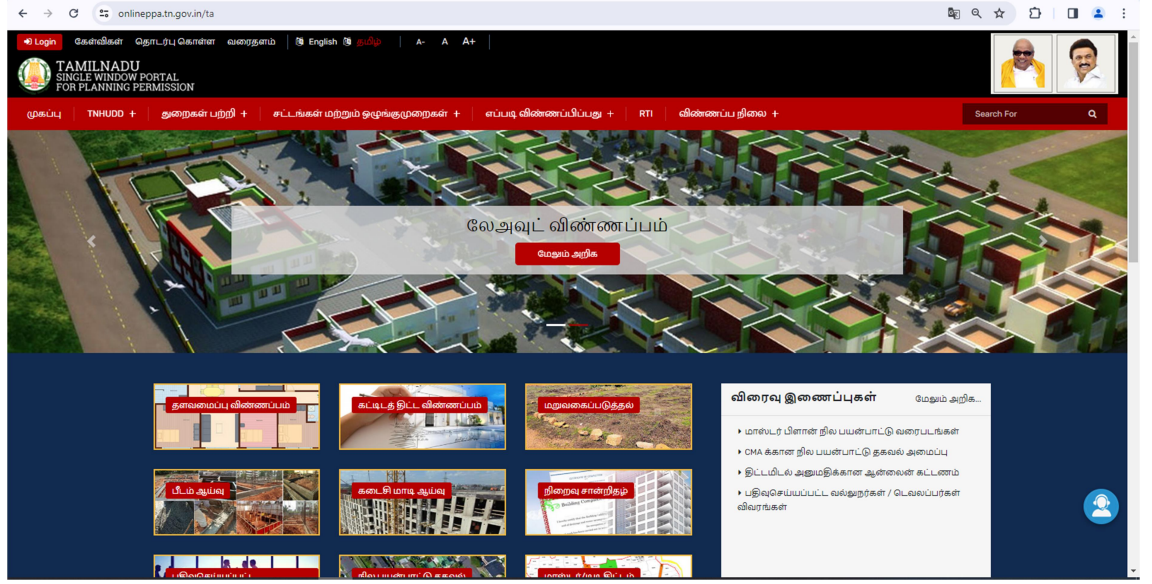 onlineppa.tn.gov.in/ta
Login கேள்விகள் தொடர்பு கொள்ள வரைதளம் English தமிழ் A- A A+
TAMILNADU
SINGLE WINDOW PORTAL
FOR PLANNING PERMISSION
முகப்பு TNHUDD + துறைகள் பற்றி + சட்டங்கள் மற்றும் ஒழுங்குமுறைகள் + எப்படி விண்ணப்பிப்பது + RTI விண்ணப்ப நிலை + Search For
லேஅவுட் விண்ணப்பம்
மேலும் அறிக
தளவமைப்பு விண்ணப்பம் கட்டிடத் திட்ட விண்ணப்பம் மறுவகைப்படுத்தல்
பீடம் ஆய்வு கடைசி மாடி ஆய்வு நிறைவு சான்றிதழ்
விரைவு இணைப்புகள் மேலும் அறிக...
மாஸ்டர் பிளான் நில பயன்பாட்டு வரைபடங்கள்
CMA க்கான நில பயன்பாட்டு தகவல் அமைப்பு
திட்டமிடல் அனுமதிக்கான ஆன்லைன் கட்டணம்
பதிவுசெய்யப்பட்ட வல்லுநர்கள் / டெவலப்பர்கள்
விவரங்கள்